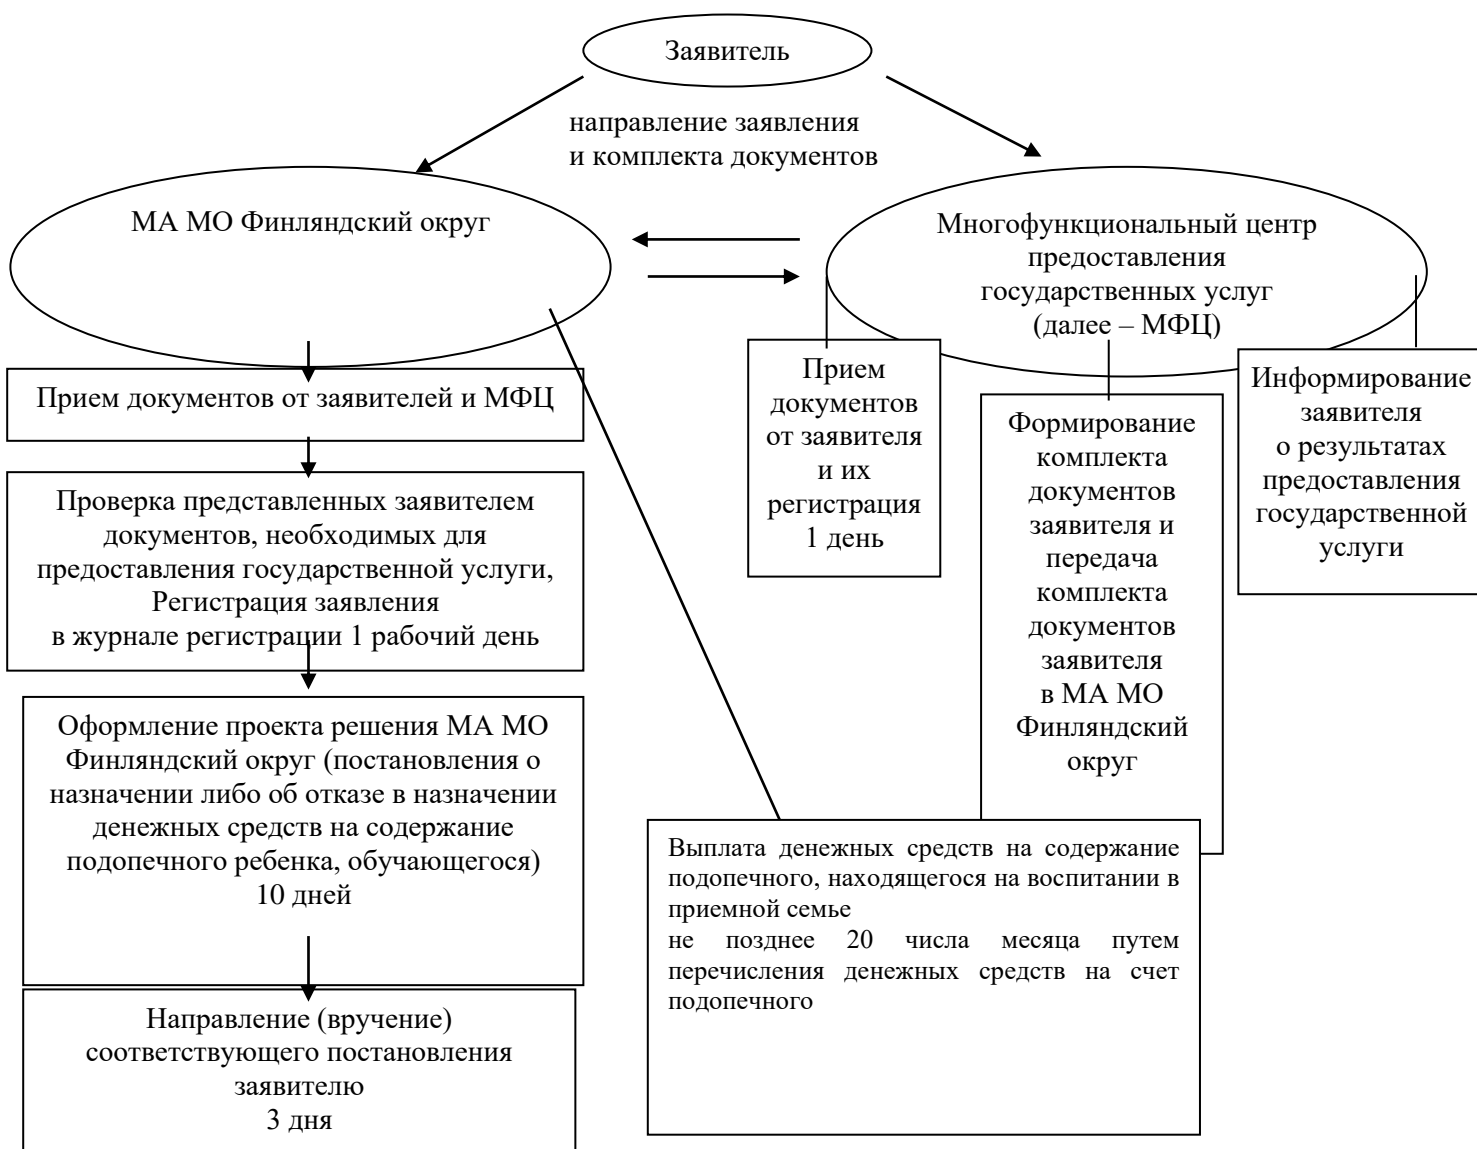 Заявитель
направление заявления
и комплекта документов
МА МО Финляндский округ
Многофункциональный центр
предоставления
государственных услуг
(далее – МФЦ)
Прием документов от заявителей и МФЦ
Проверка представленных заявителем
документов, необходимых для
предоставления государственной услуги,
Регистрация заявления
в журнале регистрации 1 рабочий день
Оформление проекта решения МА МО
Финляндский округ (постановления о
назначении либо об отказе в назначении
денежных средств на содержание
подопечного ребенка, обучающегося)
10 дней
Направление (вручение)
соответствующего постановления
заявителю
3 дня
Прием
документов
от заявителя
и их
регистрация
1 день
Формирование
комплекта
документов
заявителя и
передача
комплекта
документов
заявителя
в МА МО
Финляндский
округ
Информирование
заявителя
о результатах
предоставления
государственной
услуги
Выплата денежных средств на содержание
подопечного, находящегося на воспитании в
приемной семье
не позднее 20 числа месяца путем
перечисления денежных средств на счет
подопечного